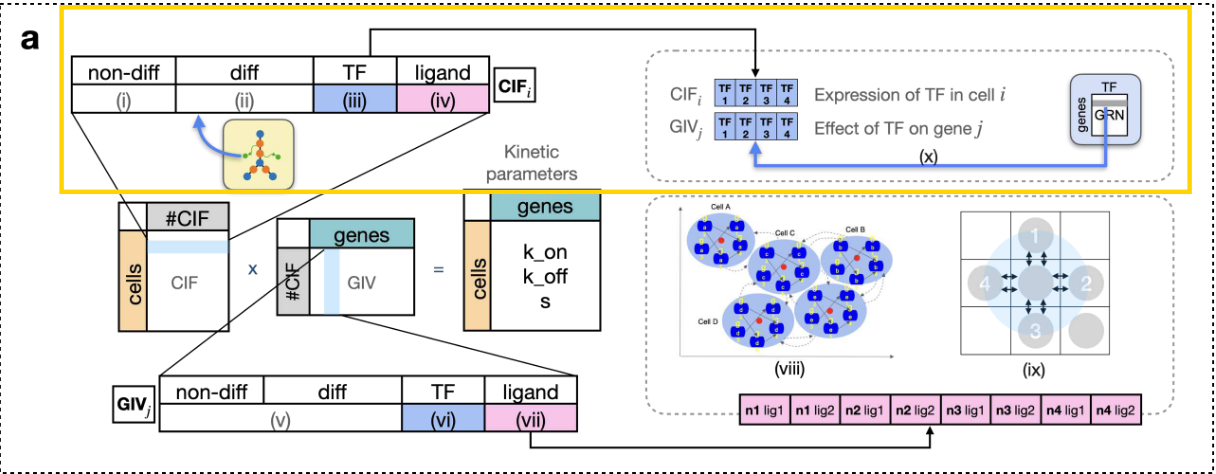 a
non-diff diff TF ligand
(i) (ii) (iii) (iv)
CIFi
CIFi TF 1 TF 2 TF 3 TF 4 Expression of TF in cell i
GIVj TF 1 TF 2 TF 3 TF 4 Effect of TF on gene j
(x)
TF
genes
GRN
Kinetic
parameters
#CIF
cells
CIF
x
genes
#CIF
GIV
=
genes
cells
k_on
k_off
s
Cell A
Cell C
Cell B
Cell D
(viii)
1
4 2
3
(ix)
GIVj
non-diff diff TF ligand
(v) (vi) (vii)
n1 lig1 n1 lig2 n2 lig1 n2 lig2 n3 lig1 n3 lig2 n4 lig1 n4 lig2